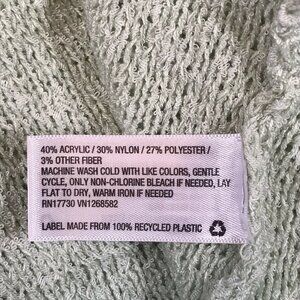 40% ACRYLIC / 30% NYLON / 27% POLYESTER /
3% OTHER FIBER
MACHINE WASH COLD WITH LIKE COLORS, GENTLE
CYCLE, ONLY NON-CHLORINE BLEACH IF NEEDED, LAY
FLAT TO DRY, WARM IRON IF NEEDED
RN17730 VN1268582
LABEL MADE FROM 100% RECYCLED PLASTIC